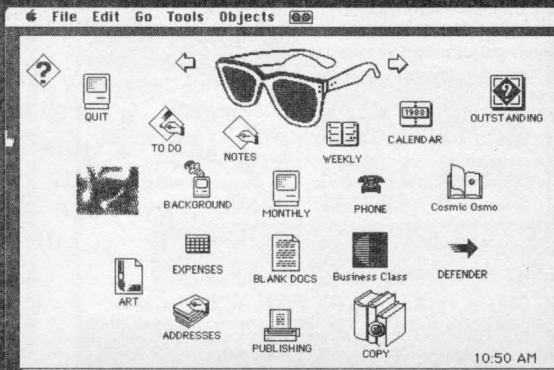 File Edit Go Tools Objects
?
?
QUIT
1988
OUTSTANDING
TO DO
NOTES
WEEKLY
CALENDAR
BACKGROUND
MONTHLY
PHONE
Cosmic Osmo
EXPENSES
BLANK DOCS
Business Class
DEFENDER
ART
ADDRESSES
PUBLISHING
COPY
10:50 AM